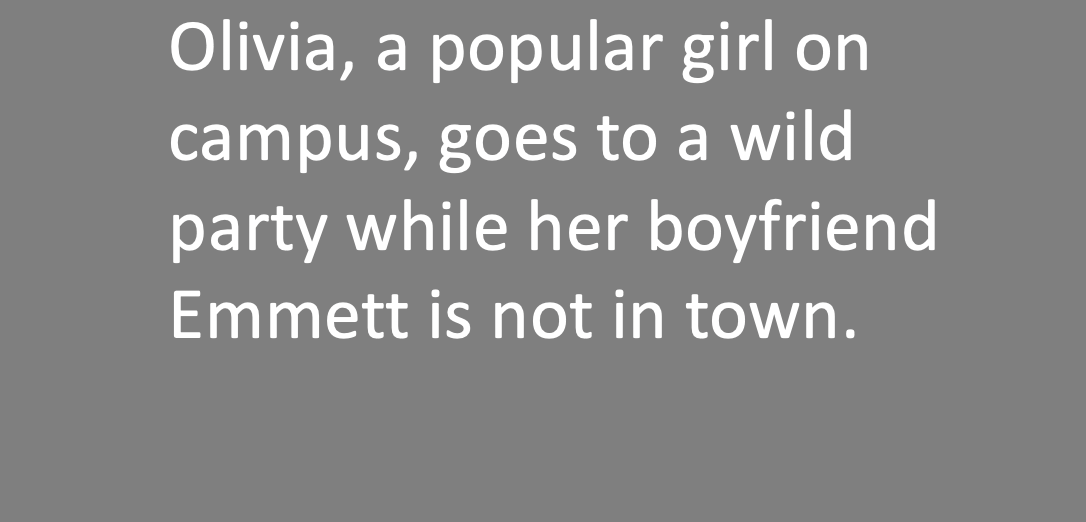 Olivia, a popular girl on
campus, goes to a wild
party while her boyfriend
Emmett is not in town.